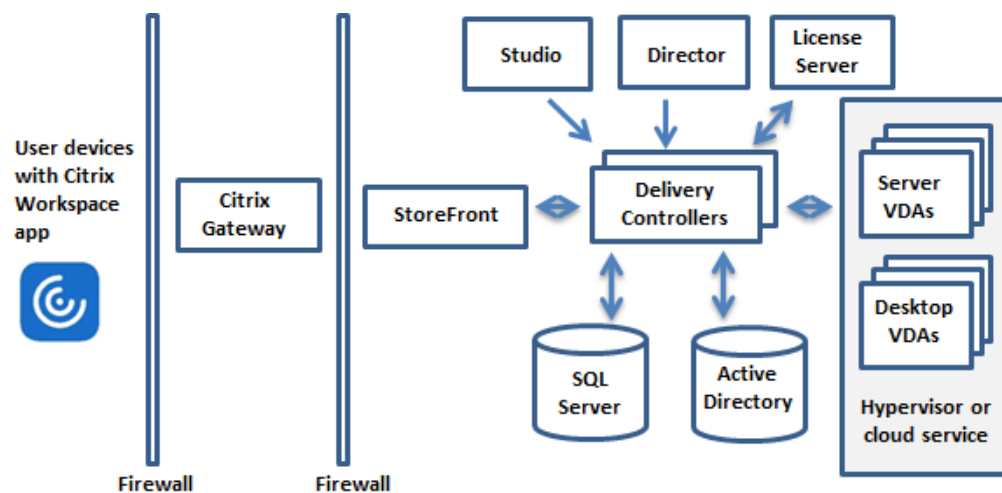 User devices
with Citrix
Workspace
app
Firewall
Citrix
Gateway
Firewall
StoreFront
Studio
Director
License
Server
Delivery
Controllers
SQL
Server
Active
Directory
Server
VDAs
Desktop
VDAs
Hypervisor or
cloud service